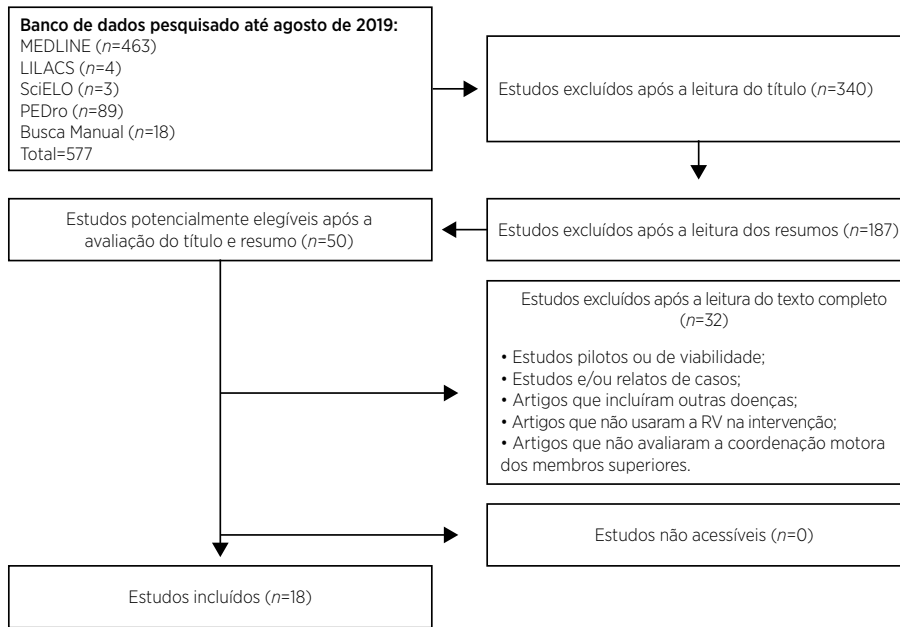 Banco de dados pesquisado até agosto de 2019:
MEDLINE (n=463)
LILACS (n=4)
SciELO (n=3)
PEDro (n=89)
Busca Manual (n=18)
Total=577
Estudos excluídos após a leitura do título (n=340)
Estudos excluídos após a leitura dos resumos (n=187)
Estudos potencialmente elegíveis após a
avaliação do título e resumo (n=50)
Estudos excluídos após a leitura do texto completo
(n=32)
• Estudos pilotos ou de viabilidade;
• Estudos e/ou relatos de casos;
• Artigos que incluíram outras doenças;
• Artigos que não usaram a RV na intervenção;
• Artigos que não avaliaram a coordenação motora
dos membros superiores.
Estudos não acessíveis (n=0)
Estudos incluídos (n=18)